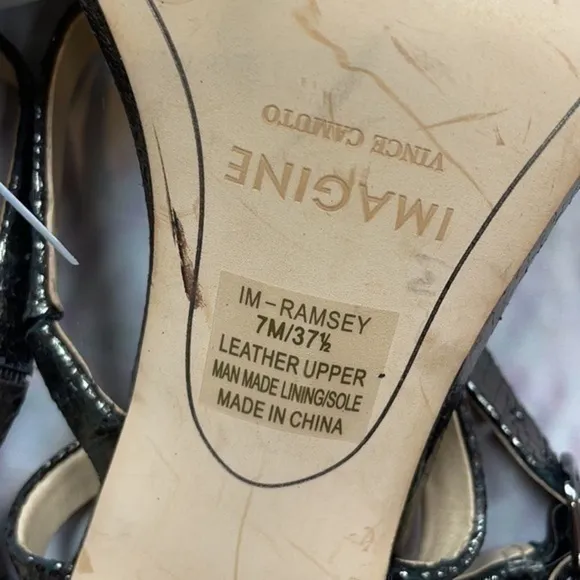 IMAGINE
VINCE CAMUTO
IM-RAMSEY
7M/37½
LEATHER UPPER
MAN MADE LINING/SOLE
MADE IN CHINA